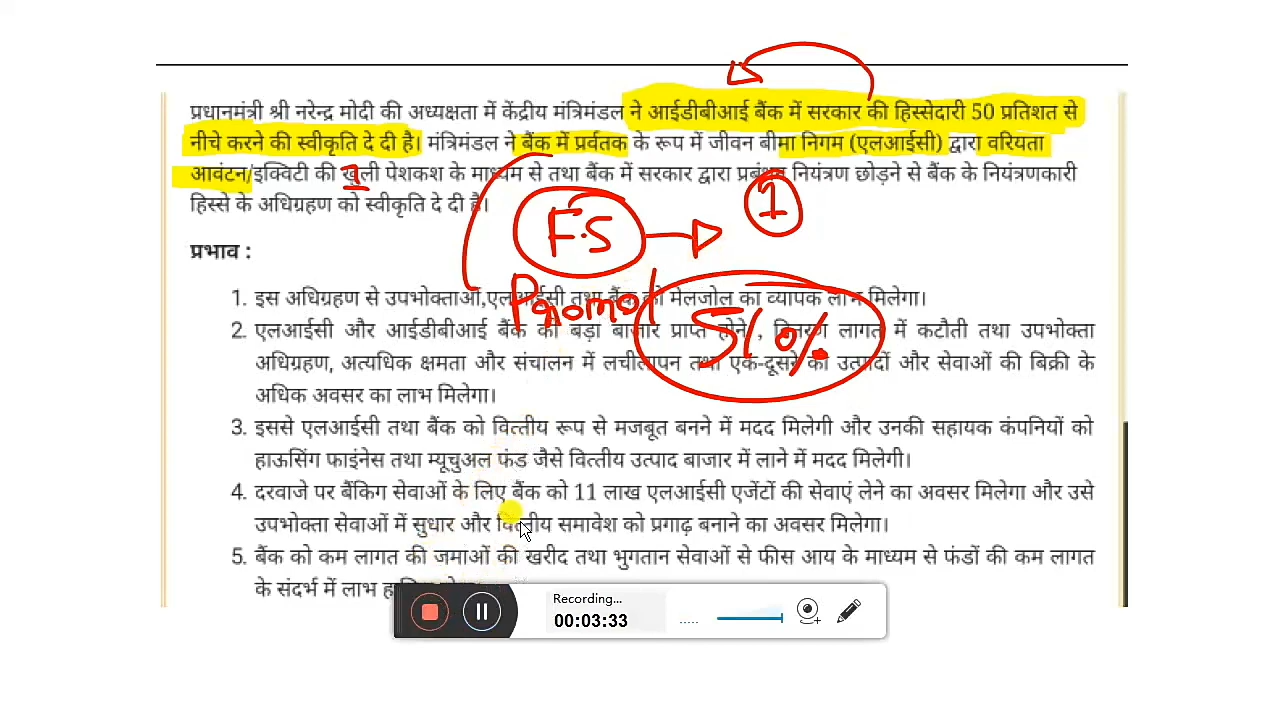 प्रधानमंत्री श्री नरेन्द्र मोदी की अध्यक्षता में केंद्रीय मंत्रिमंडल ने आईडीबीआई बैंक में सरकार की हिस्सेदारी 50 प्रतिशत से
नीचे करने की स्वीकृति दे दी है। मंत्रिमंडल ने बैंक में प्रर्वतक के रूप में जीवन बीमा निगम (एलआईसी) द्वारा वरियता
आवंटन/इक्विटी की खुली पेशकश के माध्यम से तथा बैंक में सरकार द्वारा प्रबंधन नियंत्रण छोड़ने से बैंक के नियंत्रणकारी
1
हिस्से के अधिग्रहण को स्वीकृति दे दी है।
F.S
1
प्रभाव :
Promo
1. इस अधिग्रहण से उपभोक्ताओं,एलआईसी तथा बैंक को मेलजोल का व्यापक लाभ मिलेगा।
51%
2. एलआईसी और आईडीबीआई बैंक को बड़ा बाजार प्राप्त होने , वितरण लागत में कटौती तथा उपभोक्ता
अधिग्रहण, अत्यधिक क्षमता और संचालन में लचीलापन तथा एक-दूसरे के उत्पादों और सेवाओं की बिक्री के
अधिक अवसर का लाभ मिलेगा।
3. इससे एलआईसी तथा बैंक को वित्तीय रूप से मजबूत बनने में मदद मिलेगी और उनकी सहायक कंपनियों को
हाऊसिंग फाइंनेस तथा म्यूचुअल फंड जैसे वित्तीय उत्पाद बाजार में लाने में मदद मिलेगी।
4. दरवाजे पर बैंकिग सेवाओं के लिए बैंक को 11 लाख एलआईसी एजेंटों की सेवाएं लेने का अवसर मिलेगा और उसे
उपभोक्ता सेवाओं में सुधार और वित्तीय समावेश को प्रगाढ़ बनाने का अवसर मिलेगा।
5. बैंक को कम लागत की जमाओं की खरीद तथा भुगतान सेवाओं से फीस आय के माध्यम से फंडों की कम लागत
के संदर्भ में लाभ
Recording...
00:03:33